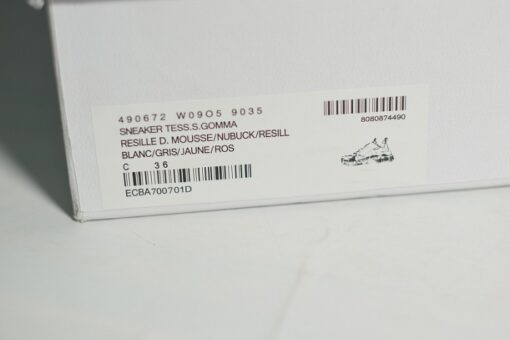 490672 W09O5 9035
SNEAKER TESS.S.GOMMA
RESILLE D. MOUSSE/NUBUCK/RESILL
BLANC/GRIS/JAUNE/ROS
C 36
ECBA700701D
8080874490